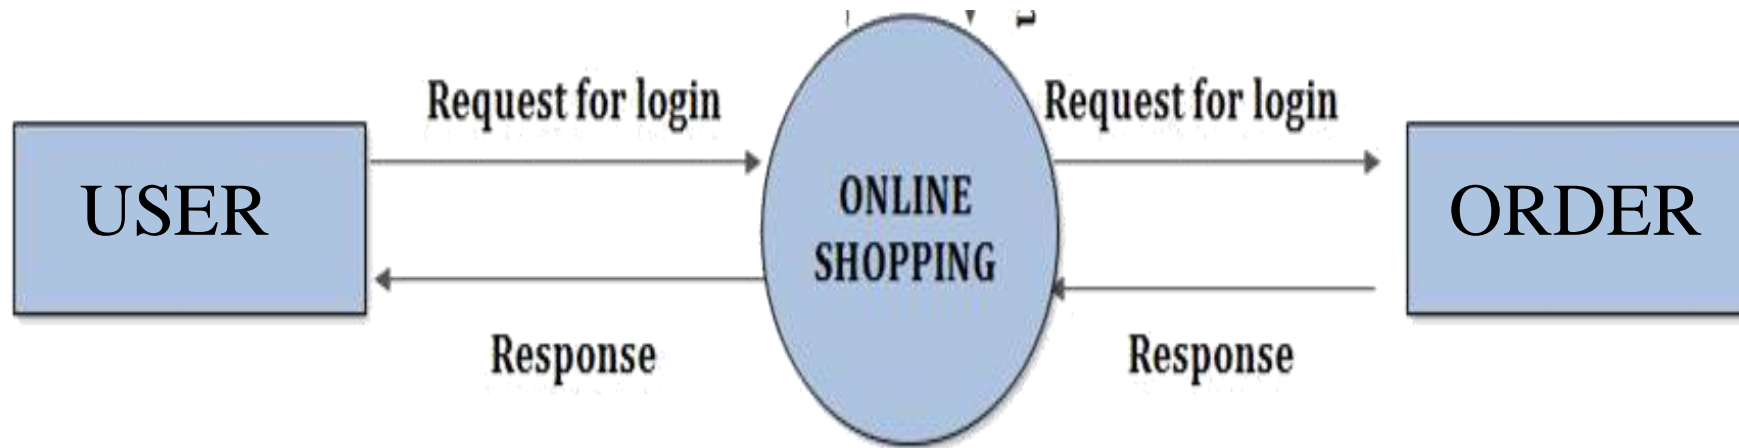 Request for login
Request for login
USER
ONLINE
SHOPPING
ORDER
Response
Response